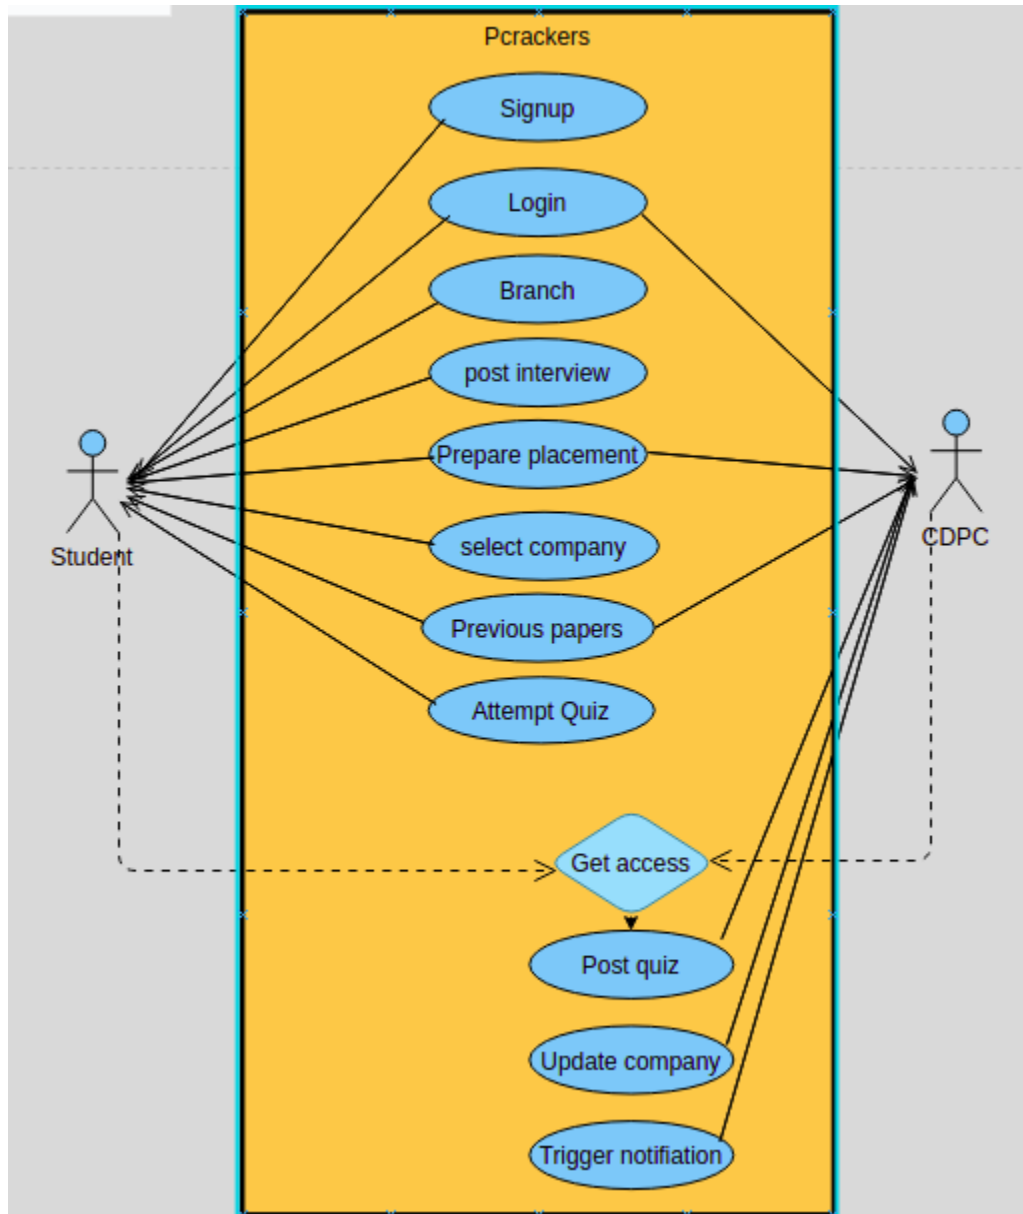 Pcrackers
Signup
Login
Branch
post interview
Prepare placement
select company
Previous papers
Attempt Quiz
Student
CDPC
Get access
Post quiz
Update company
Trigger notifiation